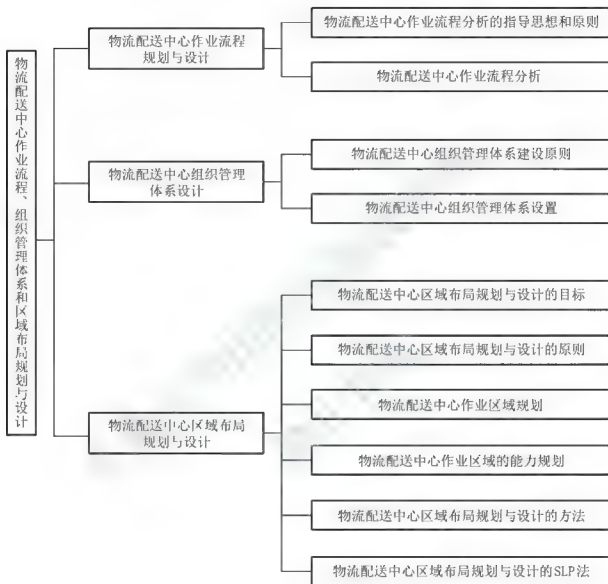 物流配送中心作业流程、组织管理体系和区域布局规划与设计
物流配送中心作业流程
规划与设计
物流配送中心作业流程分析的指导思想和原则
物流配送中心作业流程分析
物流配送中心组织管理
体系设计
物流配送中心组织管理体系建设原则
物流配送中心组织管理体系设置
物流配送中心区域布局
规划与设计
物流配送中心区域布局规划与设计的目标
物流配送中心区域布局规划与设计的原则
物流配送中心作业区域规划
物流配送中心作业区域的能力规划
物流配送中心区域布局规划与设计的方法
物流配送中心区域布局规划与设计的SLP法